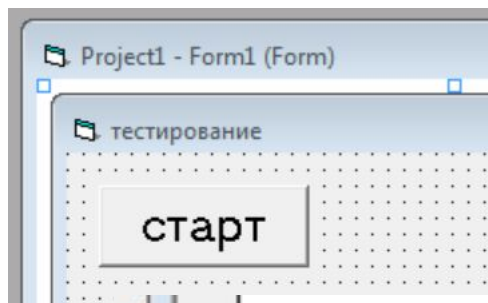 Project1 - Form1 (Form)
тестирование
старт